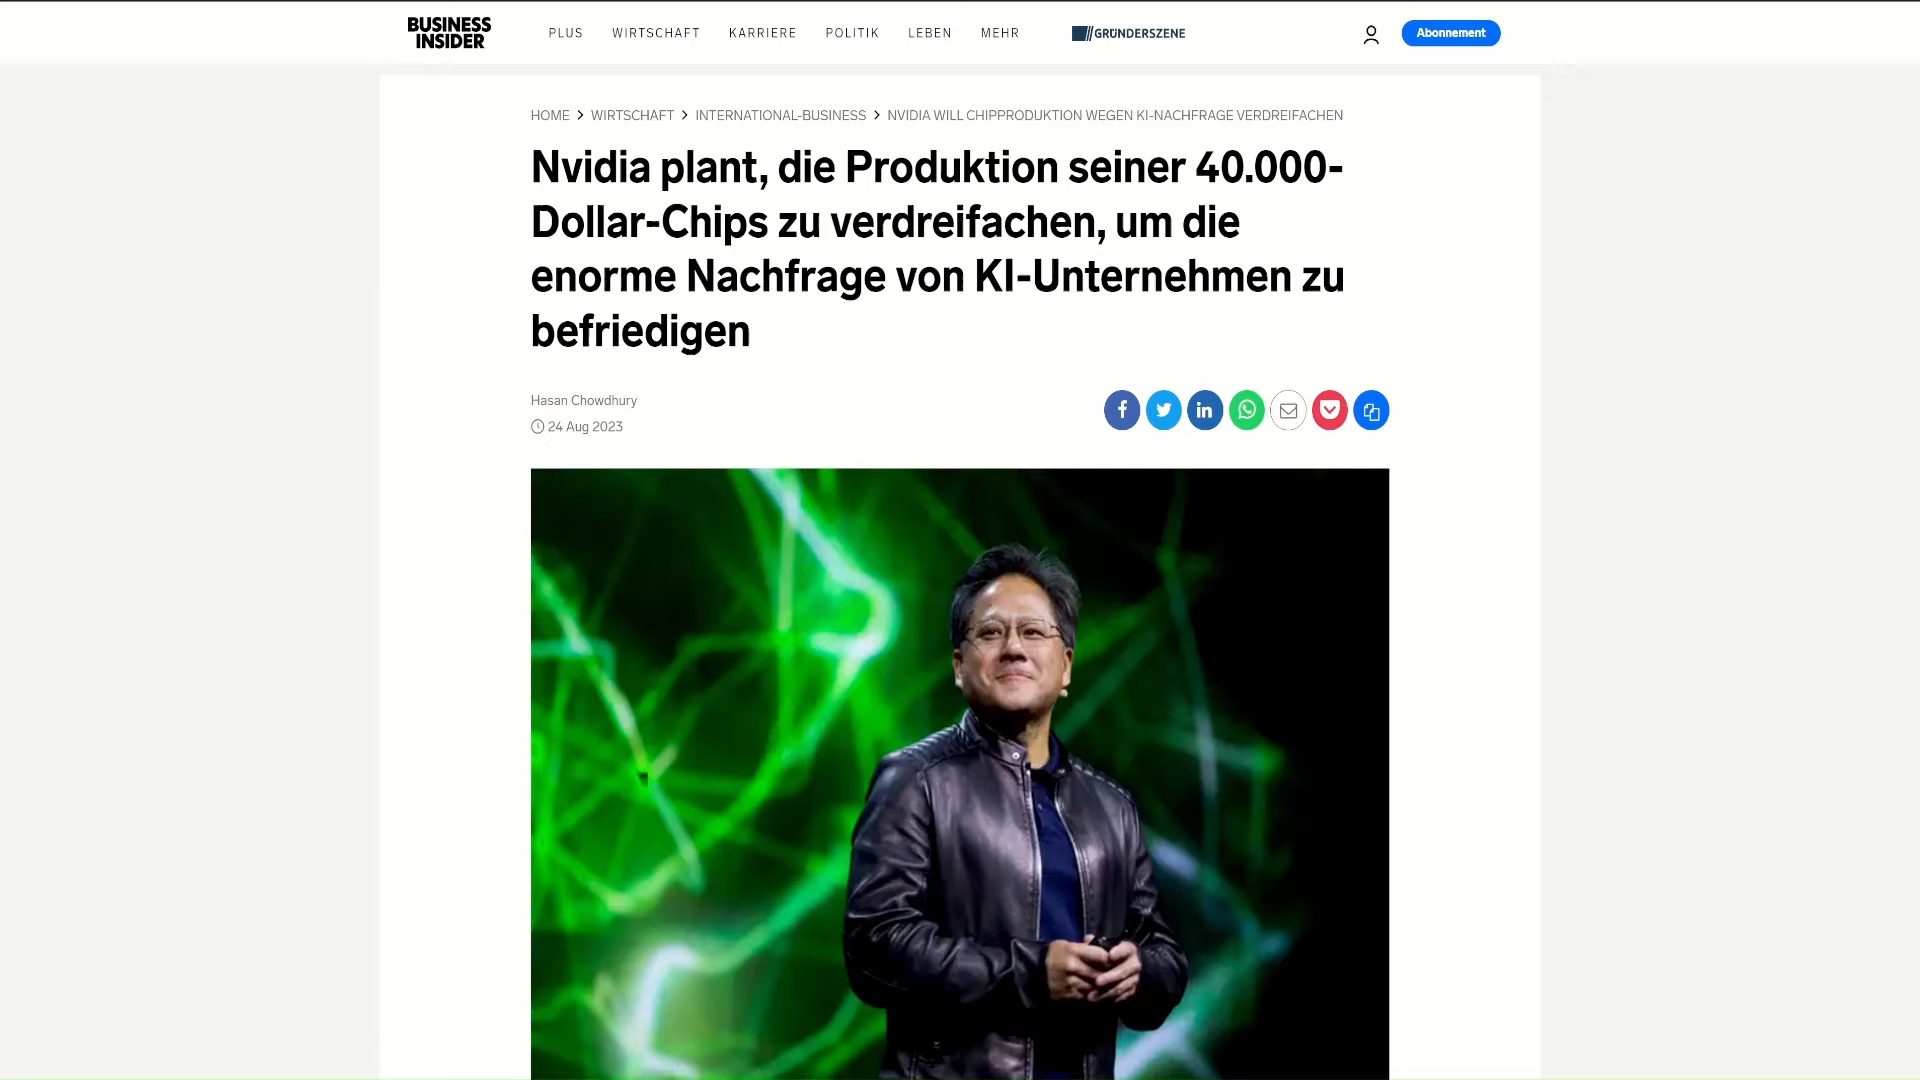 BUSINESS
INSIDER
PLUS WIRTSCHAFT KARRIERE POLITIK LEBEN MEHR
GRÜNDERSZENE
Abonnement
HOME > WIRTSCHAFT > INTERNATIONAL-BUSINESS > NVIDIA WILL CHIPPRODUKTION WEGEN KI-NACHFRAGE VERDREIFACHEN
Nvidia plant, die Produktion seiner 40.000-
Dollar-Chips zu verdreifachen, um die
enorme Nachfrage von KI-Unternehmen zu
befriedigen
Hasan Chowdhury
24 Aug 2023